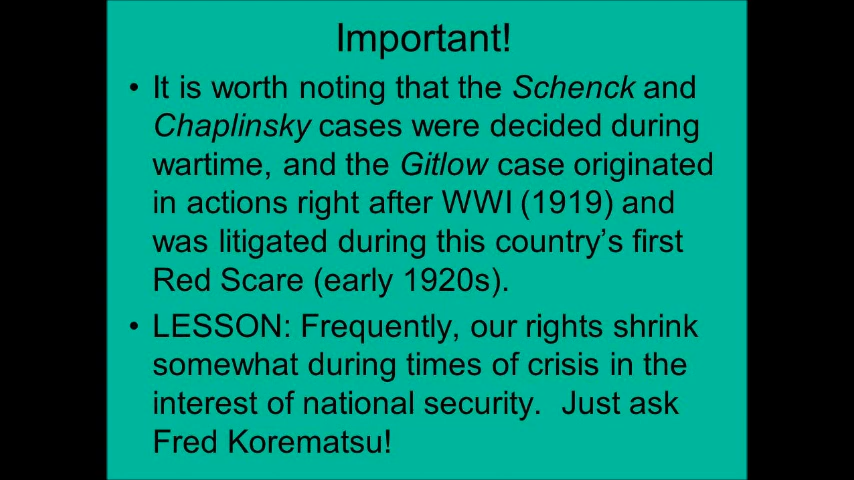 Important!
• It is worth noting that the Schenck and
Chaplinsky cases were decided during
wartime, and the Gitlow case originated
in actions right after WWI (1919) and
was litigated during this country’s first
Red Scare (early 1920s).
• LESSON: Frequently, our rights shrink
somewhat during times of crisis in the
interest of national security.  Just ask
Fred Korematsu!